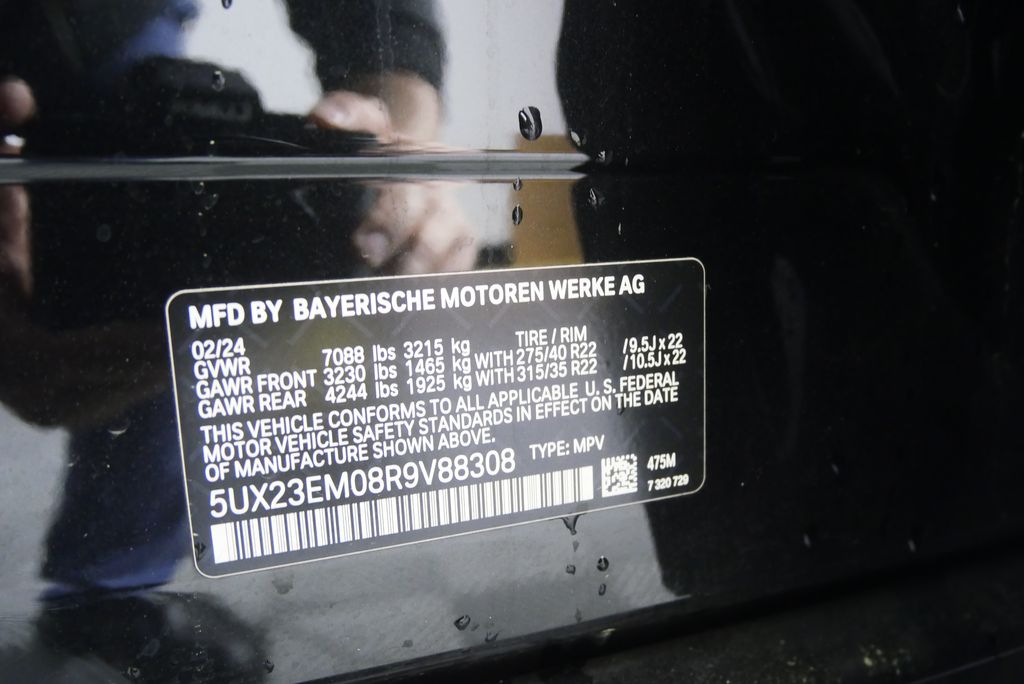 MFD BY BAYERISCHE MOTOREN WERKE AG
02/24 TIRE / RIM
GVWR 7088 lbs 3215 kg
GAWR FRONT 3230 lbs 1465 kg WITH 275/40 R22 /9.5J x 22
GAWR REAR 4244 lbs 1925 kg WITH 315/35 R22 /10.5J x 22
THIS VEHICLE CONFORMS TO ALL APPLICABLE U.S. FEDERAL
MOTOR VEHICLE SAFETY STANDARDS IN EFFECT ON THE DATE
OF MANUFACTURE SHOWN ABOVE.
5UX23EM08R9V88308 TYPE: MPV
475M
7 320 729